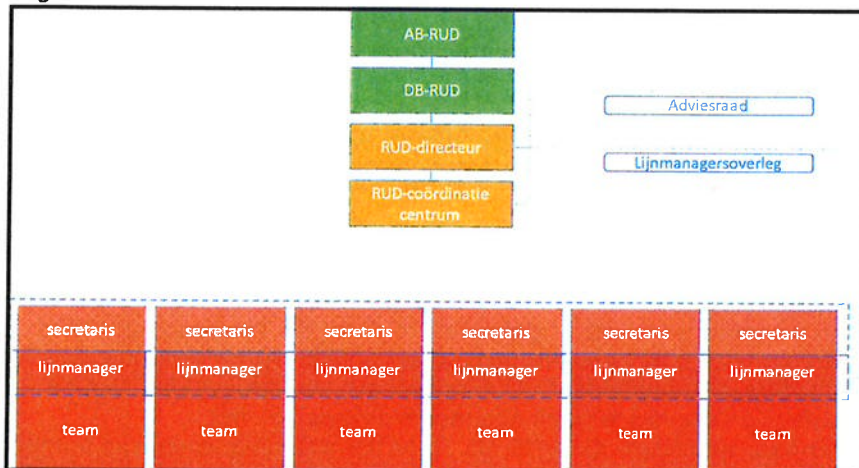 AB-RUD
DB-RUD
Adviesraad
RUD-directeur
Lijnmanagersoverleg
RUD-coördinatie
centrum
secretaris secretaris secretaris secretaris secretaris secretaris
lijnmanager lijnmanager lijnmanager lijnmanager lijnmanager lijnmanager
team team team team team team